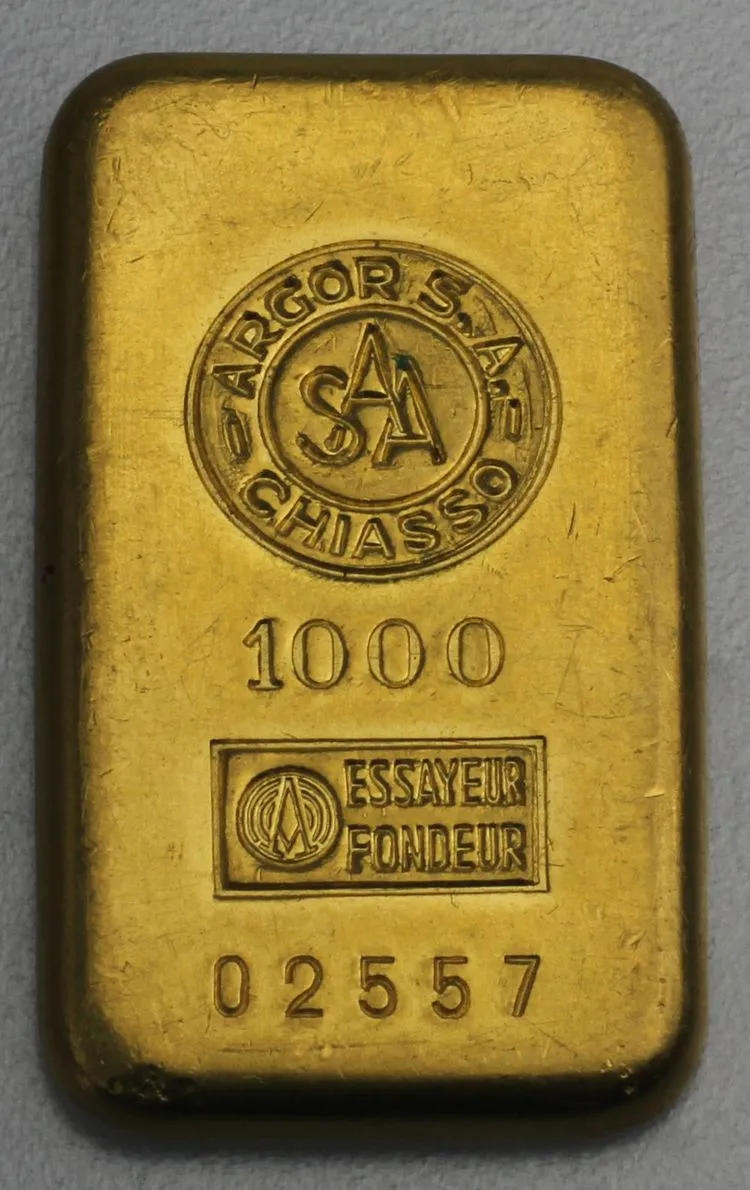 ARGOR S.A.
SAA
CHIASSO
1000
A
ESSAYEUR
FONDEUR
02557